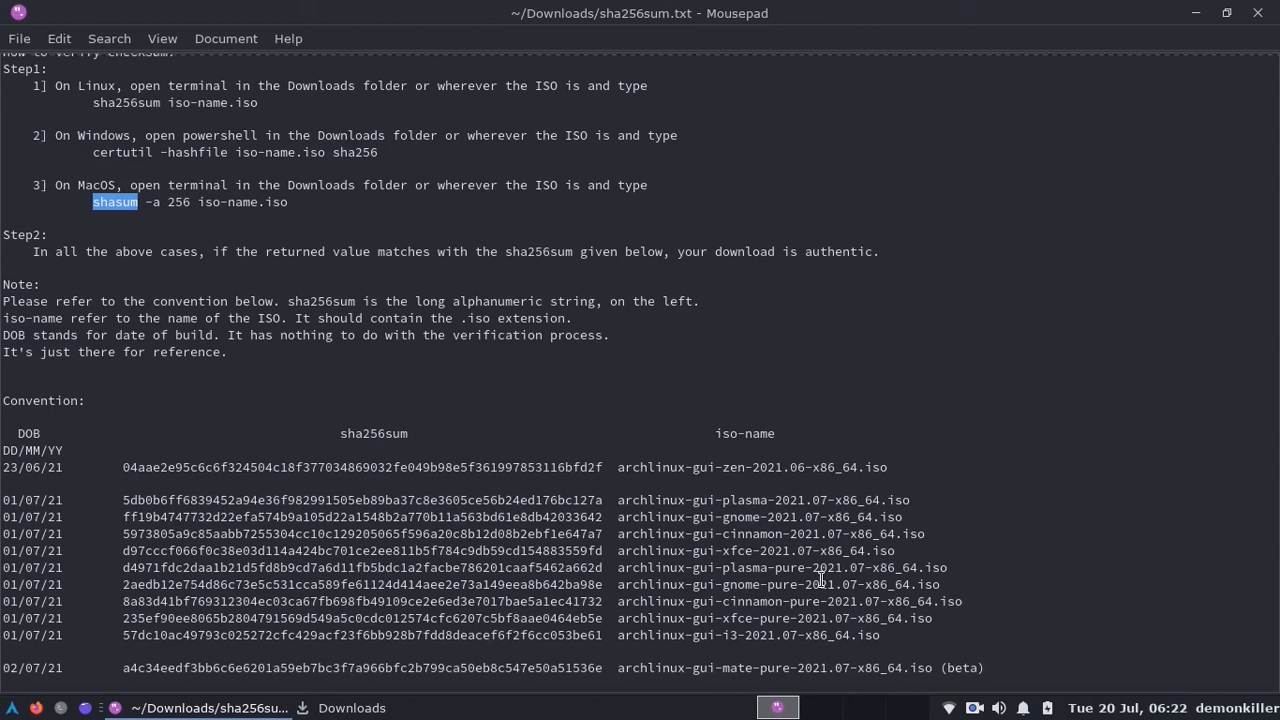 ~/Downloads/sha256sum.txt - Mousepad
File Edit Search View Document Help
How to verify checksum:
Step1:
1] On Linux, open terminal in the Downloads folder or wherever the ISO is and type
sha256sum iso-name.iso
2] On Windows, open powershell in the Downloads folder or wherever the ISO is and type
certutil -hashfile iso-name.iso sha256
3] On MacOS, open terminal in the Downloads folder or wherever the ISO is and type
shasum -a 256 iso-name.iso
Step2:
In all the above cases, if the returned value matches with the sha256sum given below, your download is authentic.
Note:
Please refer to the convention below. sha256sum is the long alphanumeric string, on the left.
iso-name refer to the name of the ISO. It should contain the .iso extension.
DOB stands for date of build. It has nothing to do with the verification process.
It's just there for reference.
Convention:
DOB sha256sum iso-name
DD/MM/YY
23/06/21 04aae2e95c6c6f324504c18f377034869032fe049b98e5f361997853116bfd2f archlinux-gui-zen-2021.06-x86_64.iso
01/07/21 5db0b6ff6839452a94e36f982991505eb89ba37c8e3605ce56b24ed176bc127a archlinux-gui-plasma-2021.07-x86_64.iso
01/07/21 ff19b4747732d22efa574b9a105d22a1548b2a770b11a563bd61e8db42033642 archlinux-gui-gnome-2021.07-x86_64.iso
01/07/21 5973805a9c85aabb7255304cc10c129205065f596a20c8b12d08b2ebf1e647a7 archlinux-gui-cinnamon-2021.07-x86_64.iso
01/07/21 d97cccf066f0c38e03d114a424bc701ce2ee811b5f784c9db59cd154883559fd archlinux-gui-xfce-2021.07-x86_64.iso
01/07/21 d4971fdc2daa1b21d5fd8b9cd7a6d11fb5bdc1a2facbe786201caaf5462a662d archlinux-gui-plasma-pure-2021.07-x86_64.iso
01/07/21 2aedb12e754d86c73e5c531cca589fe61124d414aee2e73a149eea8b642ba98e archlinux-gui-gnome-pure-2021.07-x86_64.iso
01/07/21 8a83d41bf769312304ec03ca67fb698fb49109ce2e6ed3e7017bae5a1ec41732 archlinux-gui-cinnamon-pure-2021.07-x86_64.iso
01/07/21 235ef90ee8065b2804791569d549a5c0cdc012574cfc6207c5bf8aae0464eb5e archlinux-gui-xfce-pure-2021.07-x86_64.iso
01/07/21 57dc10ac49793c025272cfc429acf23f6bb928b7fdd8deacef6f2f6cc053be61 archlinux-gui-i3-2021.07-x86_64.iso
02/07/21 a4c34eedf3bb6c6e6201a59eb7bc3f7a966bfc2b799ca50eb8c547e50a51536e archlinux-gui-mate-pure-2021.07-x86_64.iso (beta)
~/Downloads/sha256su... Downloads Tue 20 Jul, 06:22 demonkiller